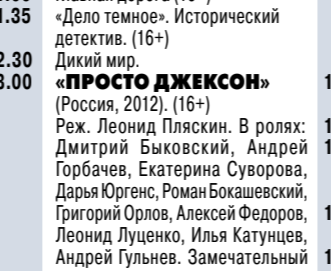 1.35 «Дело темное». Исторический
детектив. (16+)
2.30 Дикий мир.
3.00 «ПРОСТО ДЖЕКСОН»
(Россия, 2012). (16+)
Реж. Леонид Пляскин. В ролях:
Дмитрий Быковский, Андрей
Горбачев, Екатерина Суворова,
Дарья Юргенс, Роман Бокашевский,
Григорий Орлов, Алексей Федоров,
Леонид Луценко, Илья Катунцев,
Андрей Гульнев. Замечательный